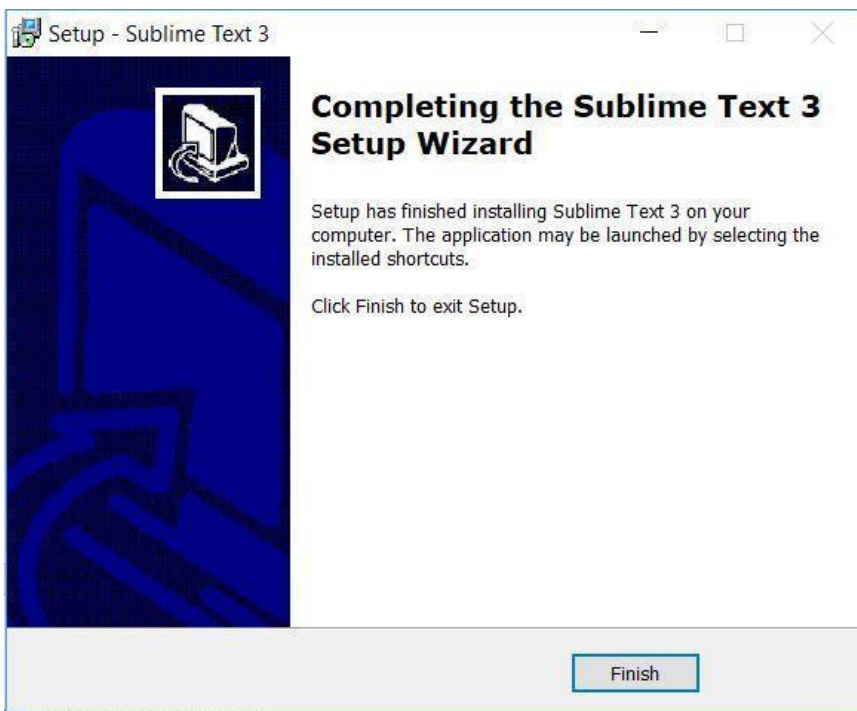 Setup - Sublime Text 3
Completing the Sublime Text 3
Setup Wizard
Setup has finished installing Sublime Text 3 on your
computer. The application may be launched by selecting the
installed shortcuts.
Click Finish to exit Setup.
Finish